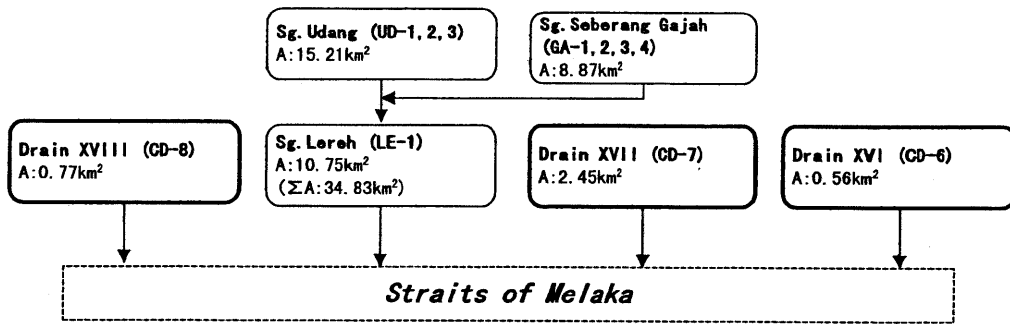 Sg. Udang (UD-1, 2, 3)
A:15.21km²
Sg. Seberang Gajah
(GA-1, 2, 3, 4)
A:8.87km²
Drain XVIII (CD-8)
A:0.77km²
Sg. Lereh (LE-1)
A:10.75km²
(ΣA:34.83km²)
Drain XVII (CD-7)
A:2.45km²
Drain XVI (CD-6)
A:0.56km²
Straits of Melaka